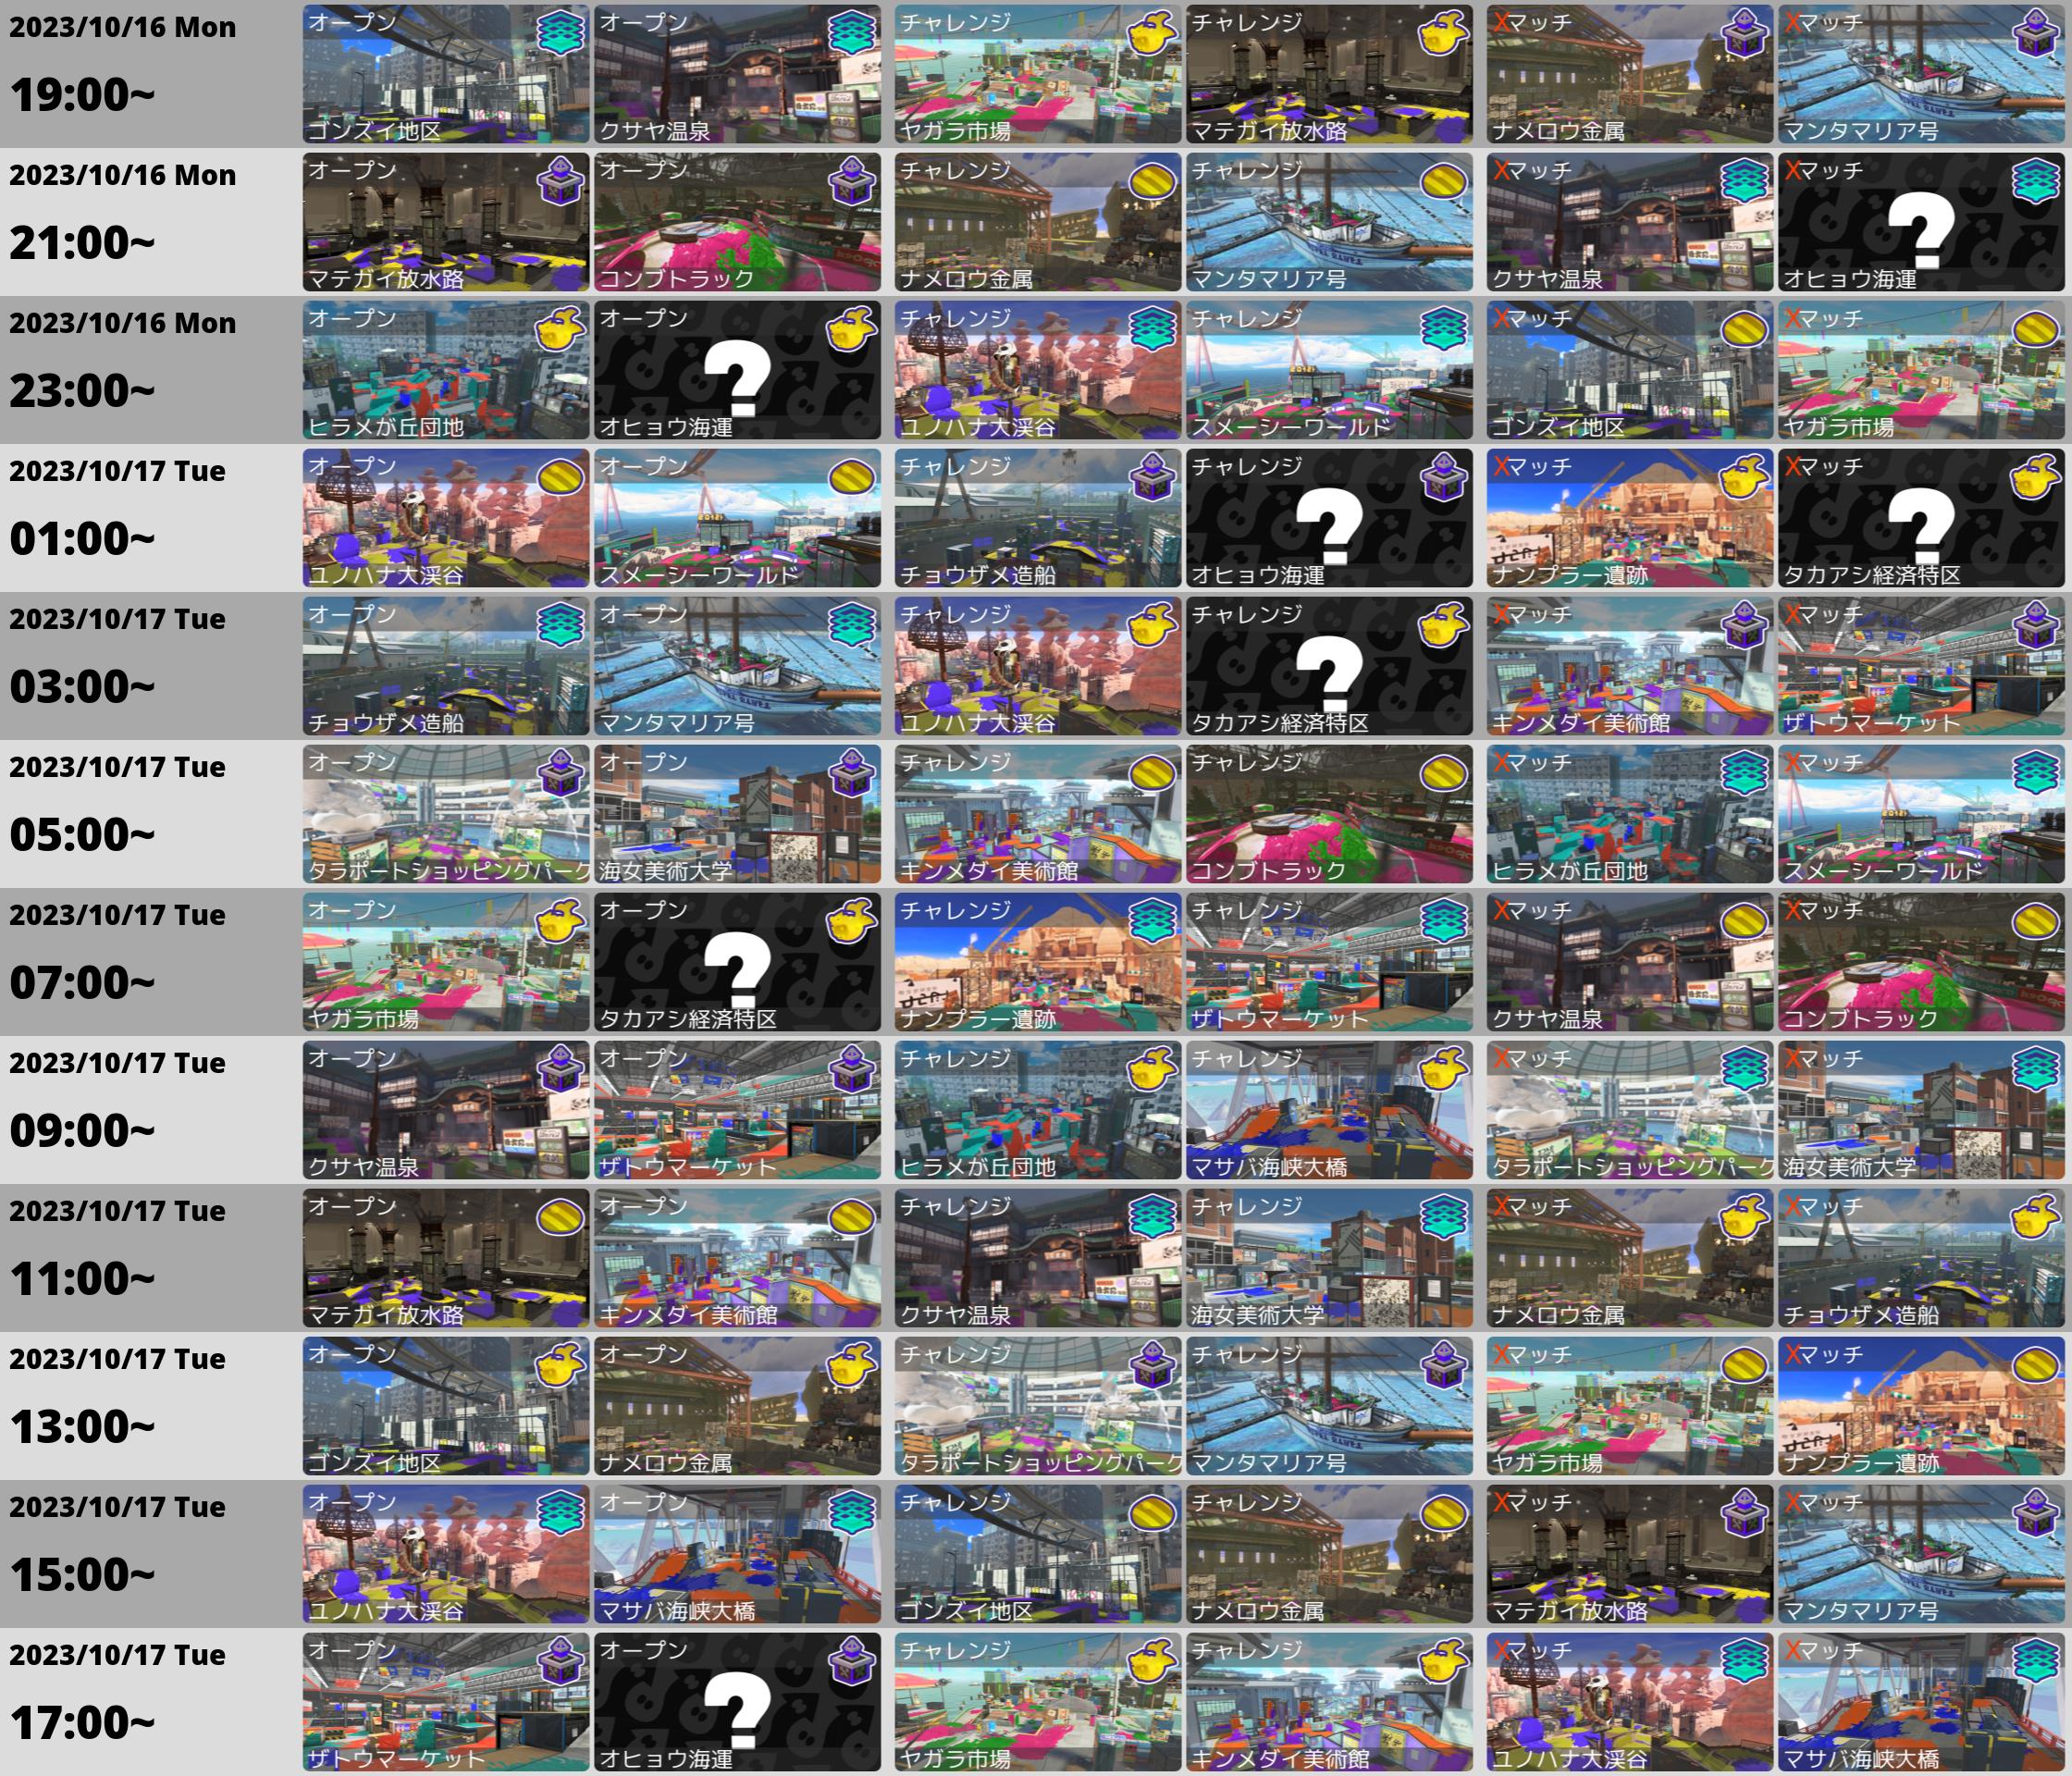 2023/10/16 Mon
19:00~
オープン オープン チャレンジ チャレンジ Xマッチ Xマッチ
ゴンズイ地区 クサヤ温泉 ヤガラ市場 マテガイ放水路 ナメロウ金属 マンタマリア号
2023/10/16 Mon
21:00~
オープン オープン チャレンジ チャレンジ Xマッチ Xマッチ
マテガイ放水路 コンブトラック ナメロウ金属 マンタマリア号 クサヤ温泉 オヒョウ海運
2023/10/16 Mon
23:00~
オープン オープン チャレンジ チャレンジ Xマッチ Xマッチ
ヒラメが丘団地 オヒョウ海運 ユノハナ大渓谷 スメーシーワールド ゴンズイ地区 ヤガラ市場
2023/10/17 Tue
01:00~
オープン オープン チャレンジ チャレンジ Xマッチ Xマッチ
ユノハナ大渓谷 スメーシーワールド チョウザメ造船 オヒョウ海運 ナンプラー遺跡 タカアシ経済特区
2023/10/17 Tue
03:00~
オープン オープン チャレンジ チャレンジ Xマッチ Xマッチ
チョウザメ造船 マンタマリア号 ユノハナ大渓谷 タカアシ経済特区 キンメダイ美術館 ザトウマーケット
2023/10/17 Tue
05:00~
オープン オープン チャレンジ チャレンジ Xマッチ Xマッチ
タラポートショッピングパーク 海女美術大学 キンメダイ美術館 コンブトラック ヒラメが丘団地 スメーシーワールド
2023/10/17 Tue
07:00~
オープン オープン チャレンジ チャレンジ Xマッチ Xマッチ
ヤガラ市場 タカアシ経済特区 ナンプラー遺跡 ザトウマーケット クサヤ温泉 コンブトラック
2023/10/17 Tue
09:00~
オープン オープン チャレンジ チャレンジ Xマッチ Xマッチ
クサヤ温泉 ザトウマーケット ヒラメが丘団地 マサバ海峡大橋 タラポートショッピングパーク 海女美術大学
2023/10/17 Tue
11:00~
オープン オープン チャレンジ チャレンジ Xマッチ Xマッチ
マテガイ放水路 キンメダイ美術館 クサヤ温泉 海女美術大学 ナメロウ金属 チョウザメ造船
2023/10/17 Tue
13:00~
オープン オープン チャレンジ チャレンジ Xマッチ Xマッチ
ゴンズイ地区 ナメロウ金属 タラポートショッピングパーク マンタマリア号 ヤガラ市場 ナンプラー遺跡
2023/10/17 Tue
15:00~
オープン オープン チャレンジ チャレンジ Xマッチ Xマッチ
ユノハナ大渓谷 マサバ海峡大橋 ゴンズイ地区 ナメロウ金属 マテガイ放水路 マンタマリア号
2023/10/17 Tue
17:00~
オープン オープン チャレンジ チャレンジ Xマッチ Xマッチ
ザトウマーケット オヒョウ海運 ヤガラ市場 キンメダイ美術館 ユノハナ大渓谷 マサバ海峡大橋